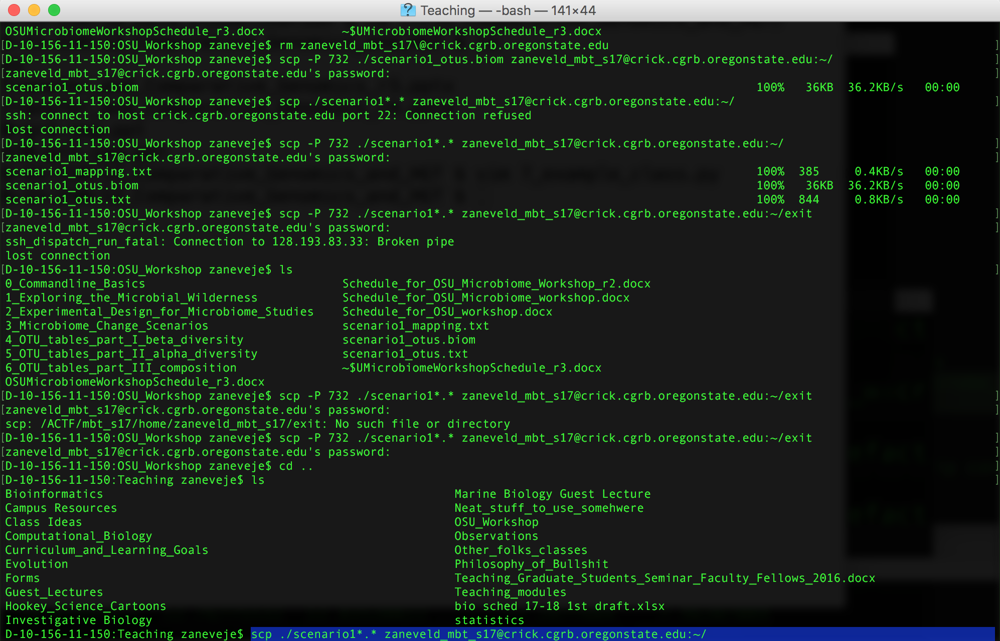 Teaching — -bash — 141×44
OSUMicrobiomeWorkshopSchedule_r3.docx ~$UMicrobiomeWorkshopSchedule_r3.docx
[D-10-156-11-150:OSU_Workshop zaneveje$ rm zaneveld_mbt_s17\@crick.cgrb.oregonstate.edu ]
[D-10-156-11-150:OSU_Workshop zaneveje$ scp -P 732 ./scenario1_otus.biom zaneveld_mbt_s17@crick.cgrb.oregonstate.edu:~/ ]
[zaneveld_mbt_s17@crick.cgrb.oregonstate.edu's password: ]
scenario1_otus.biom 100% 36KB 36.2KB/s 00:00
[D-10-156-11-150:OSU_Workshop zaneveje$ scp ./scenario1*.* zaneveld_mbt_s17@crick.cgrb.oregonstate.edu:~/ ]
ssh: connect to host crick.cgrb.oregonstate.edu port 22: Connection refused
lost connection
[D-10-156-11-150:OSU_Workshop zaneveje$ scp -P 732 ./scenario1*.* zaneveld_mbt_s17@crick.cgrb.oregonstate.edu:~/ ]
[zaneveld_mbt_s17@crick.cgrb.oregonstate.edu's password: ]
scenario1_mapping.txt 100% 385 0.4KB/s 00:00
scenario1_otus.biom 100% 36KB 36.2KB/s 00:00
scenario1_otus.txt 100% 844 0.8KB/s 00:00
[D-10-156-11-150:OSU_Workshop zaneveje$ scp -P 732 ./scenario1*.* zaneveld_mbt_s17@crick.cgrb.oregonstate.edu:~/exit ]
[zaneveld_mbt_s17@crick.cgrb.oregonstate.edu's password: ]
ssh_dispatch_run_fatal: Connection to 128.193.83.33: Broken pipe
lost connection
[D-10-156-11-150:OSU_Workshop zaneveje$ ls ]
0_Commandline_Basics Schedule_for_OSU_Microbiome_Workshop_r2.docx
1_Exploring_the_Microbial_Wilderness Schedule_for_OSU_Microbiome_workshop.docx
2_Experimental_Design_for_Microbiome_Studies Schedule_for_OSU_workshop.docx
3_Microbiome_Change_Scenarios scenario1_mapping.txt
4_OTU_tables_part_I_beta_diversity scenario1_otus.biom
5_OTU_tables_part_II_alpha_diversity scenario1_otus.txt
6_OTU_tables_part_III_composition ~$UMicrobiomeWorkshopSchedule_r3.docx
OSUMicrobiomeWorkshopSchedule_r3.docx
[D-10-156-11-150:OSU_Workshop zaneveje$ scp -P 732 ./scenario1*.* zaneveld_mbt_s17@crick.cgrb.oregonstate.edu:~/exit ]
[zaneveld_mbt_s17@crick.cgrb.oregonstate.edu's password: ]
scp: /ACTF/mbt_s17/home/zaneveld_mbt_s17/exit: No such file or directory
[D-10-156-11-150:OSU_Workshop zaneveje$ scp -P 732 ./scenario1*.* zaneveld_mbt_s17@crick.cgrb.oregonstate.edu:~/exit ]
[zaneveld_mbt_s17@crick.cgrb.oregonstate.edu's password: ]
[D-10-156-11-150:OSU_Workshop zaneveje$ cd .. ]
[D-10-156-11-150:Teaching zaneveje$ ls ]
Bioinformatics Marine Biology Guest Lecture
Campus Resources Neat_stuff_to_use_somehwere
Class Ideas OSU_Workshop
Computational_Biology Observations
Curriculum_and_Learning_Goals Other_folks_classes
Evolution Philosophy_of_Bullshit
Forms Teaching_Graduate_Students_Seminar_Faculty_Fellows_2016.docx
Guest_Lectures Teaching_modules
Hookey_Science_Cartoons bio sched 17-18 1st draft.xlsx
Investigative Biology statistics
D-10-156-11-150:Teaching zaneveje$ scp ./scenario1*.* zaneveld_mbt_s17@crick.cgrb.oregonstate.edu:~/